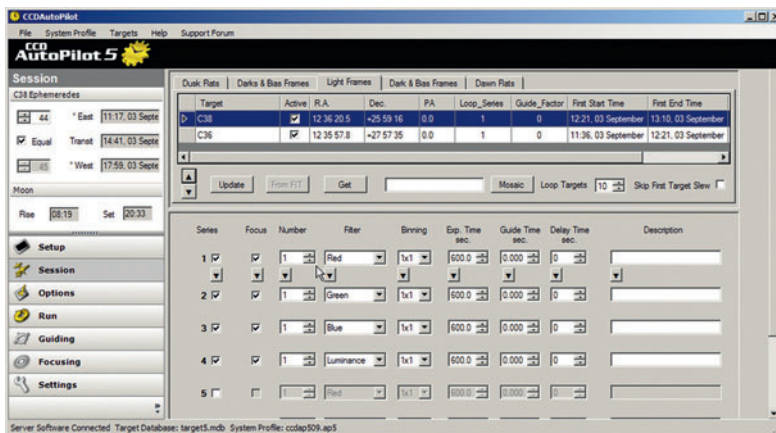 CCDAutoPilot
File System Profile Targets Help Support Forum
CCD
AutoPilot 5
Session
C38 Ephemeredes
44 ° East 11:17, 03 Septe
Equal Transit 14:41, 03 Septe
45 ° West 17:59, 03 Septe
Moon
Rise 08:19 Set 20:33
Setup
Session
Options
Run
Guiding
Focusing
Settings
Dusk Flats Darks & Bias Frames Light Frames Dark & Bias Frames Dawn Flats
Target Active R.A. Dec. PA Loop_Series Guide_Factor First Start Time First End Time
C38 12 36 20.5 +25 59 16 0.0 1 0 12:21, 03 September 13:10, 03 September
C36 12 35 57.8 +27 57 35 0.0 1 0 11:36, 03 September 12:21, 03 September
Update From FIT Get Mosaic Loop Targets 10 Skip First Target Slew
Series Focus Number Filter Binning Exp. Time sec. Guide Time sec. Delay Time sec. Description
1 1 Red 1x1 600.0 0.000 0
2 1 Green 1x1 600.0 0.000 0
3 1 Blue 1x1 600.0 0.000 0
4 1 Luminance 1x1 600.0 0.000 0
5 1 Red 1x1 600.0 0.000 0
Server Software Connected Target Database: target5.mdb System Profile: ccdap509.ap5